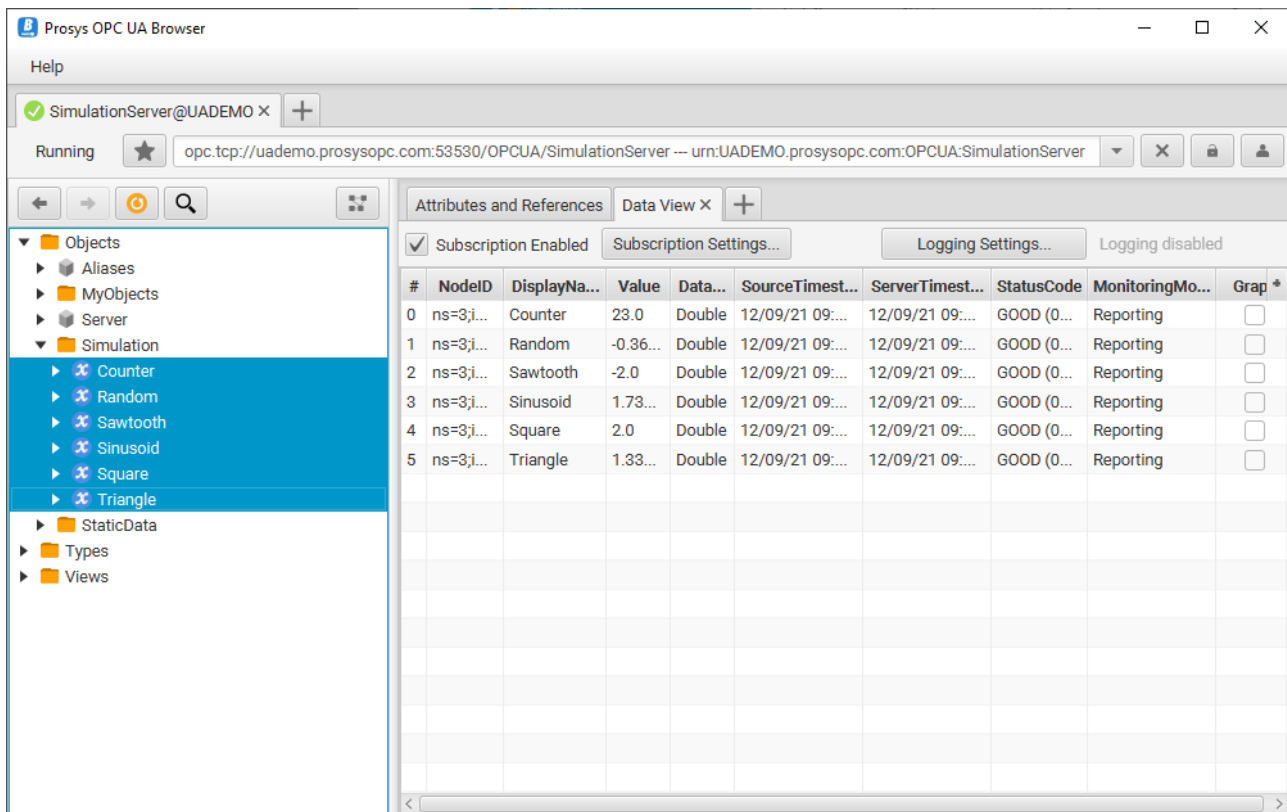 Prosys OPC UA Browser
Help
SimulationServer@UADEMO
Running
opc.tcp://uademo.prosysopc.com:53530/OPCUA/SimulationServer --- urn:UADEMO.prosysopc.com:OPCUA:SimulationServer
Objects
Aliases
MyObjects
Server
Simulation
Counter
Random
Sawtooth
Sinusoid
Square
Triangle
StaticData
Types
Views
Attributes and References Data View
Subscription Enabled Subscription Settings... Logging Settings... Logging disabled
# NodeID DisplayNa... Value Data... SourceTimest... ServerTimest... StatusCode MonitoringMo... Grap
0 ns=3;i... Counter 23.0 Double 12/09/21 09:... 12/09/21 09:... GOOD (0... Reporting
1 ns=3;i... Random -0.36... Double 12/09/21 09:... 12/09/21 09:... GOOD (0... Reporting
2 ns=3;i... Sawtooth -2.0 Double 12/09/21 09:... 12/09/21 09:... GOOD (0... Reporting
3 ns=3;i... Sinusoid 1.73... Double 12/09/21 09:... 12/09/21 09:... GOOD (0... Reporting
4 ns=3;i... Square 2.0 Double 12/09/21 09:... 12/09/21 09:... GOOD (0... Reporting
5 ns=3;i... Triangle 1.33... Double 12/09/21 09:... 12/09/21 09:... GOOD (0... Reporting